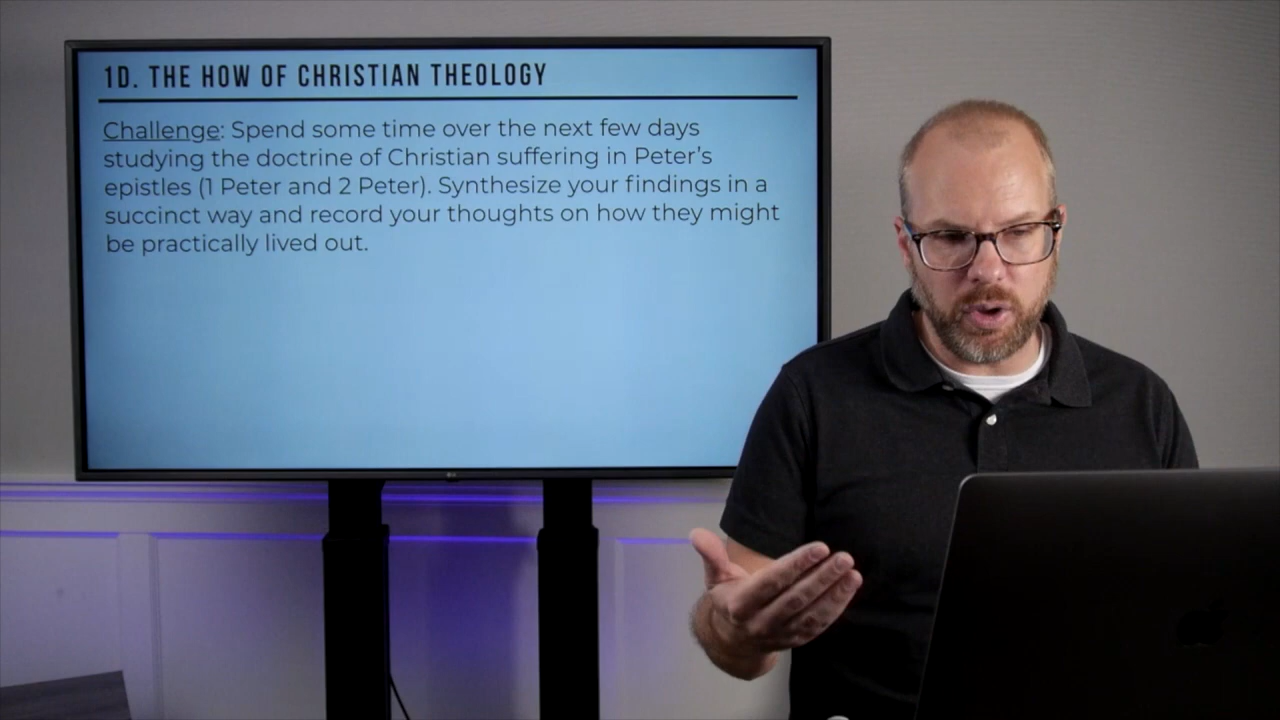 1D. THE HOW OF CHRISTIAN THEOLOGY
Challenge: Spend some time over the next few days
studying the doctrine of Christian suffering in Peter's
epistles (1 Peter and 2 Peter). Synthesize your findings in a
succinct way and record your thoughts on how they might
be practically lived out.